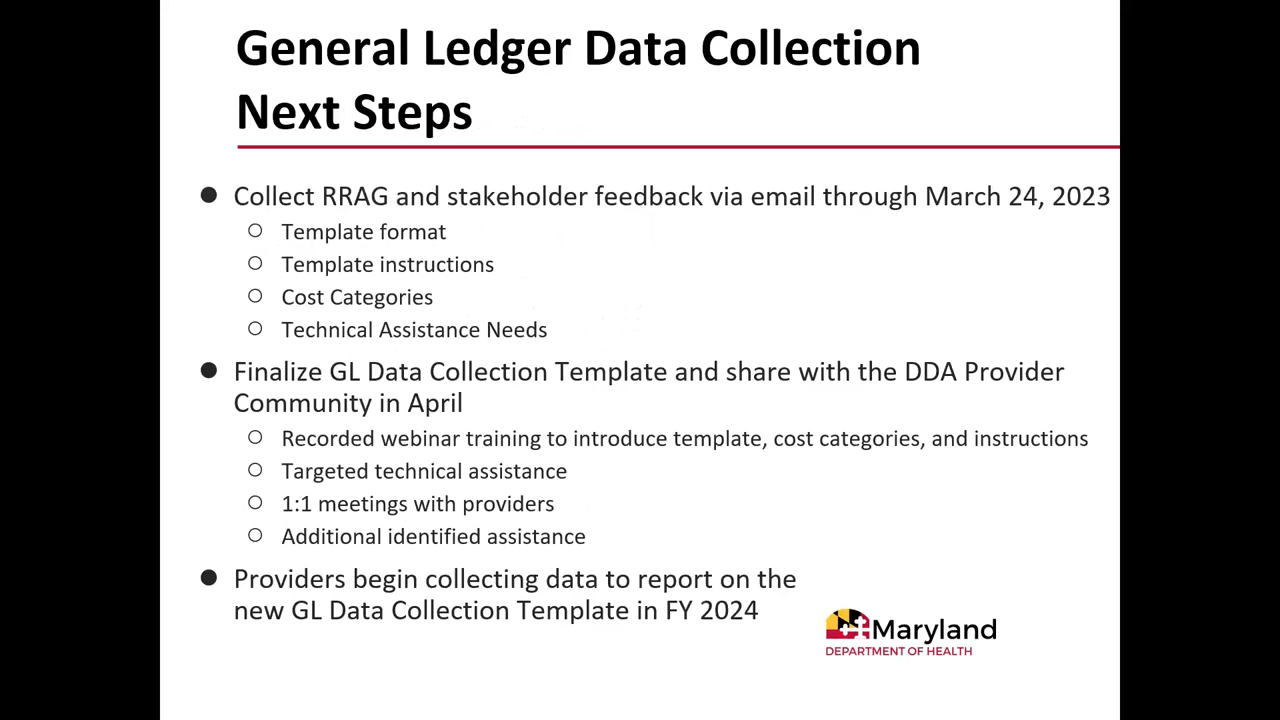 General Ledger Data Collection
Next Steps
● Collect RRAG and stakeholder feedback via email through March 24, 2023
○ Template format
○ Template instructions
○ Cost Categories
○ Technical Assistance Needs
● Finalize GL Data Collection Template and share with the DDA Provider
Community in April
○ Recorded webinar training to introduce template, cost categories, and instructions
○ Targeted technical assistance
○ 1:1 meetings with providers
○ Additional identified assistance
● Providers begin collecting data to report on the
new GL Data Collection Template in FY 2024
Maryland
DEPARTMENT OF HEALTH